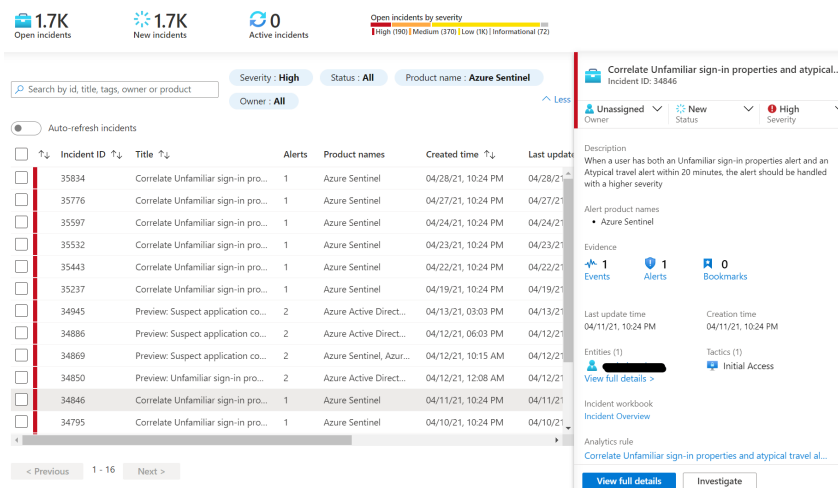 1.7K
Open incidents
1.7K
New incidents
0
Active incidents
Open incidents by severity
High (190) | Medium (370) | Low (1K) | Informational (72)
Search by id, title, tags, owner or product
Severity : High
Status : All
Product name : Azure Sentinel
Owner : All
Less
Auto-refresh incidents
Incident ID Title Alerts Product names Created time Last update
35834 Correlate Unfamiliar sign-in pro... 1 Azure Sentinel 04/28/21, 10:24 PM 04/28/21
35776 Correlate Unfamiliar sign-in pro... 1 Azure Sentinel 04/27/21, 10:24 PM 04/27/21
35597 Correlate Unfamiliar sign-in pro... 1 Azure Sentinel 04/24/21, 10:24 PM 04/24/21
35532 Correlate Unfamiliar sign-in pro... 1 Azure Sentinel 04/23/21, 10:24 PM 04/23/21
35443 Correlate Unfamiliar sign-in pro... 1 Azure Sentinel 04/22/21, 10:24 PM 04/22/21
35237 Correlate Unfamiliar sign-in pro... 1 Azure Sentinel 04/19/21, 10:24 PM 04/19/21
34945 Preview: Suspect application co... 2 Azure Active Direct... 04/13/21, 03:03 PM 04/13/21
34886 Preview: Suspect application co... 2 Azure Active Direct... 04/12/21, 06:03 PM 04/12/21
34869 Preview: Suspect application co... 2 Azure Sentinel, Azur... 04/12/21, 10:15 AM 04/12/21
34850 Preview: Unfamiliar sign-in pro... 2 Azure Active Direct... 04/12/21, 12:08 AM 04/12/21
34846 Correlate Unfamiliar sign-in pro... 1 Azure Sentinel 04/11/21, 10:24 PM 04/11/21
34795 Correlate Unfamiliar sign-in pro... 1 Azure Sentinel 04/10/21, 10:24 PM 04/10/21
< Previous 1 - 16 Next >
Correlate Unfamiliar sign-in properties and atypical...
Incident ID: 34846
Unassigned New High
Owner Status Severity
Description
When a user has both an Unfamiliar sign-in properties alert and an
Atypical travel alert within 20 minutes, the alert should be handled
with a higher severity
Alert product names
• Azure Sentinel
Evidence
1 1 0
Events Alerts Bookmarks
Last update time Creation time
04/11/21, 10:24 PM 04/11/21, 10:24 PM
Entities (1) Tactics (1)
Initial Access
View full details >
Incident workbook
Incident Overview
Analytics rule
Correlate Unfamiliar sign-in properties and atypical travel al...
View full details Investigate